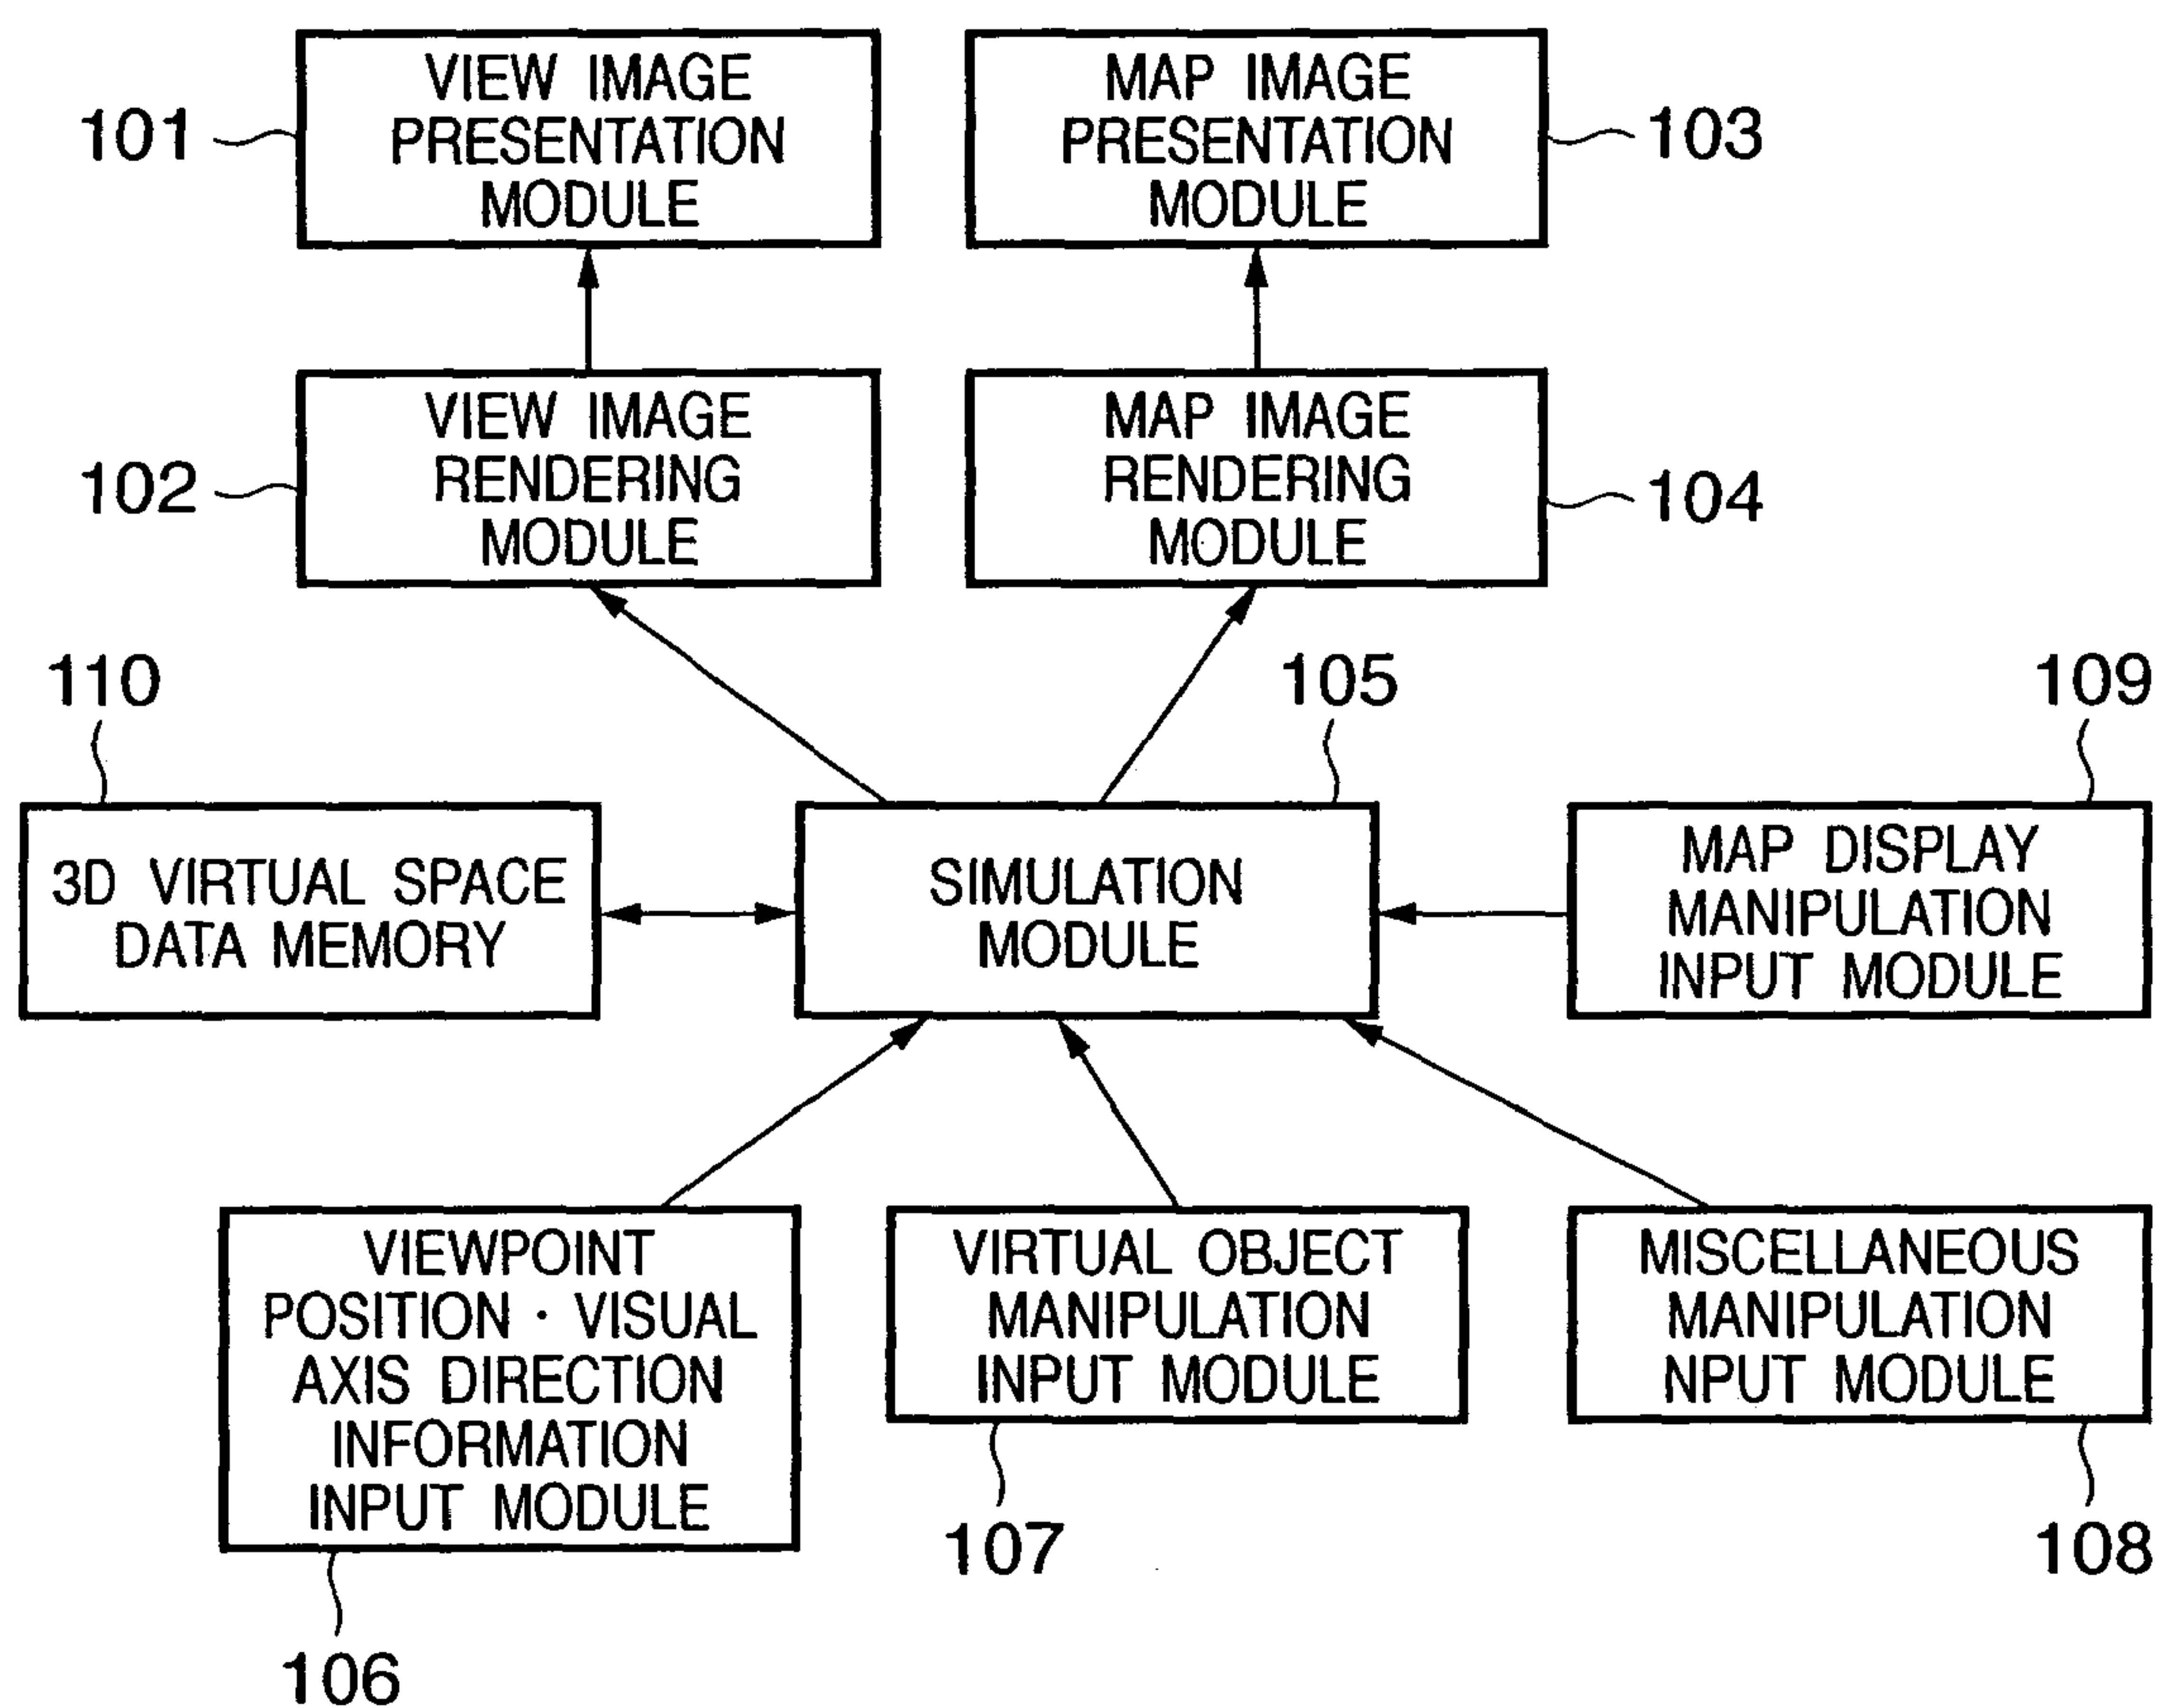 VIEW IMAGE
PRESENTATION
MODULE
101
MAP IMAGE
PRESENTATION
MODULE
103
VIEW IMAGE
RENDERING
MODULE
102
MAP IMAGE
RENDERING
MODULE
104
110
105
109
3D VIRTUAL SPACE
DATA MEMORY
SIMULATION
MODULE
MAP DISPLAY
MANIPULATION
INPUT MODULE
VIEWPOINT
POSITION · VISUAL
AXIS DIRECTION
INFORMATION
INPUT MODULE
106
VIRTUAL OBJECT
MANIPULATION
INPUT MODULE
107
MISCELLANEOUS
MANIPULATION
NPUT MODULE
108